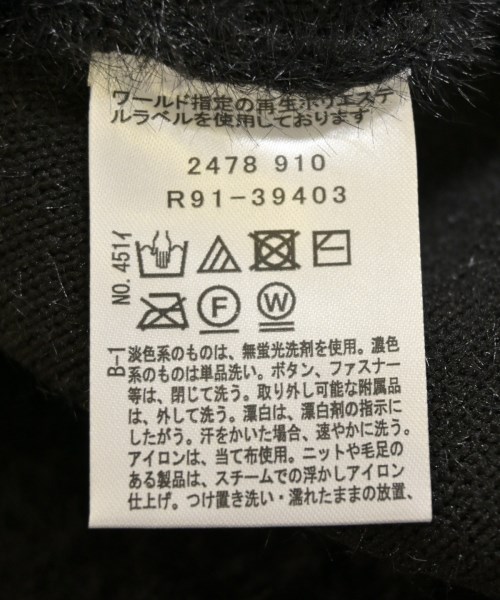 ワールド指定の再生ポリエステ
ルラベルを使用しております
2478 910
R91-39403
NO.451イ
F
W
B-1
淡色系のものは、無蛍光洗剤を使用。濃色
系のものは単品洗い。ボタン、ファスナー
等は、閉じて洗う。取り外し可能な附属品
は、外して洗う。漂白は、漂白剤の指示に
したがう。汗をかいた場合、速やかに洗う。
アイロンは、当て布使用。ニットや毛足の
ある製品は、スチームでの浮かしアイロン
仕上げ。つけ置き洗い・濡れたままの放置、